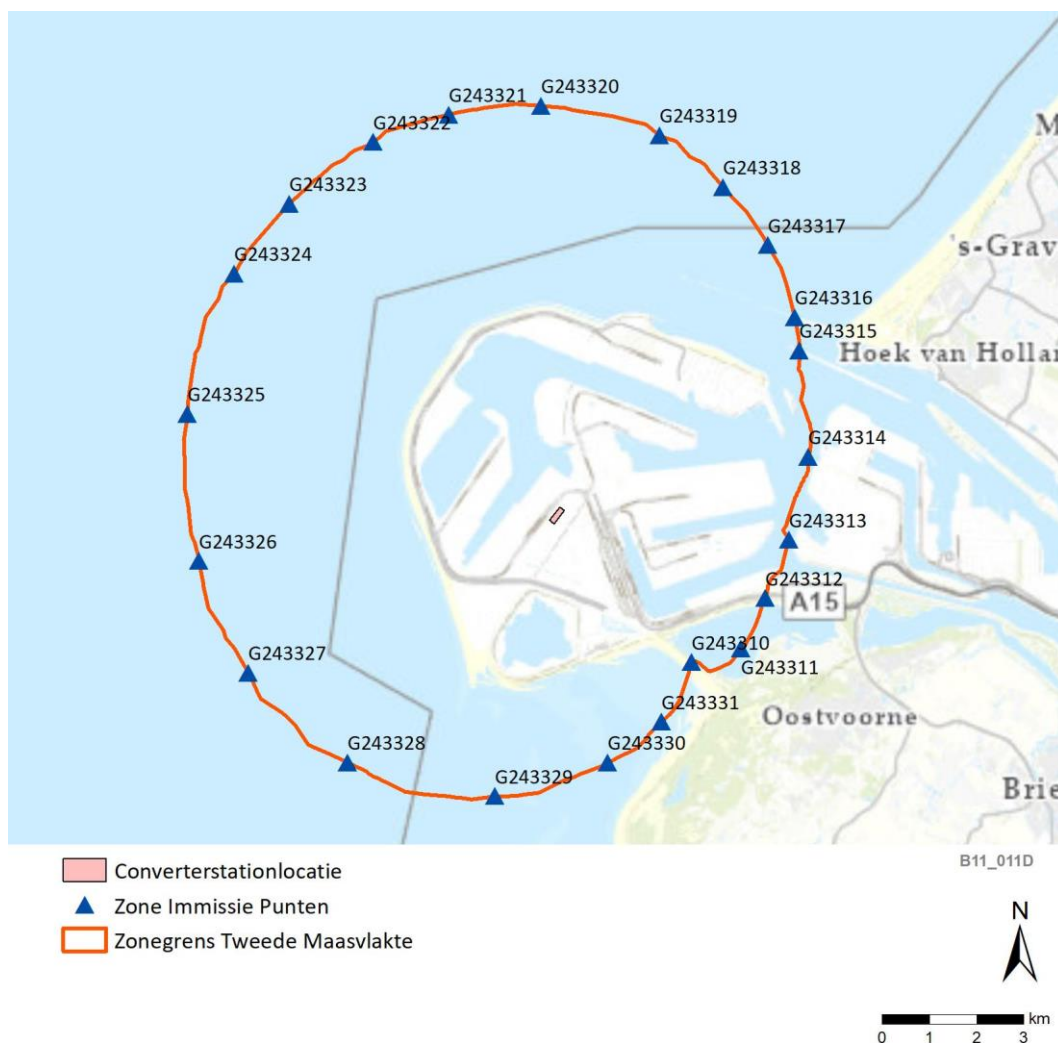 G243320
G243321
G243319
G243322
M
G243318
G243323
G243317
's-Grav
G243324
G243316
G243315
Hoek van Hollai
G243325
G243314
G243313
G243326
G243312
A15
G243310
G243327
G243311
G243331
Oostvoorne
G243328
G243330
G243329
Brie
B11_011D
Converterstationlocatie
Zone Immissie Punten
Zonegrens Tweede Maasvlakte
N
km
0 1 2 3